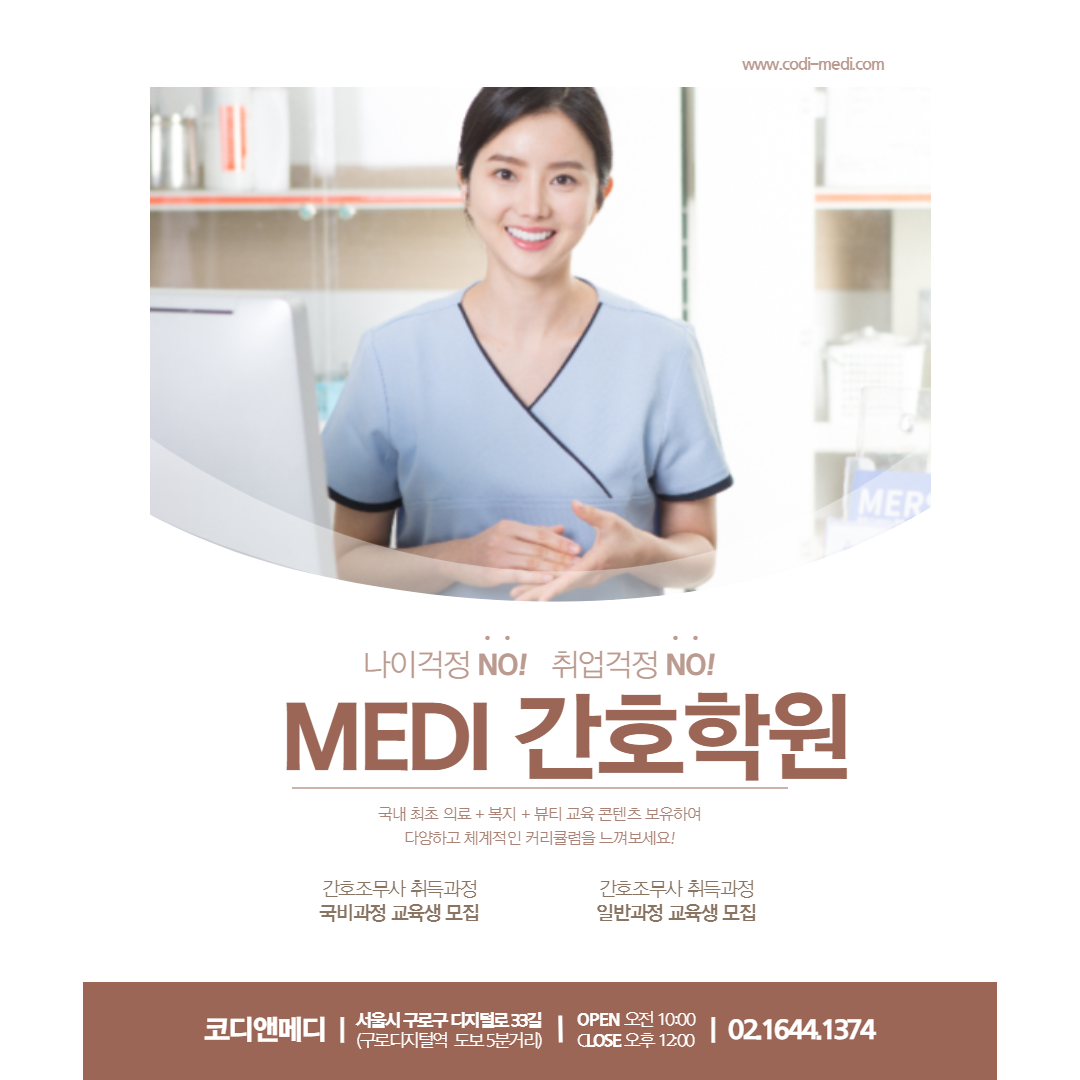 www.codi-medi.com
MERS
나이걱정 NO! 취업걱정 NO!
MEDI 간호학원
국내 최초 의료 + 복지 + 뷰티 교육 콘텐츠 보유하여
다양하고 체계적인 커리큘럼을 느껴보세요!
간호조무사 취득과정
국비과정 교육생 모집
간호조무사 취득과정
일반과정 교육생 모집
코디앤메디 | 서울시 구로구 디지털로 33길
(구로디지털역 도보 5분거리)
| OPEN 오전 10:00
CLOSE 오후 12:00
| 02.1644.1374